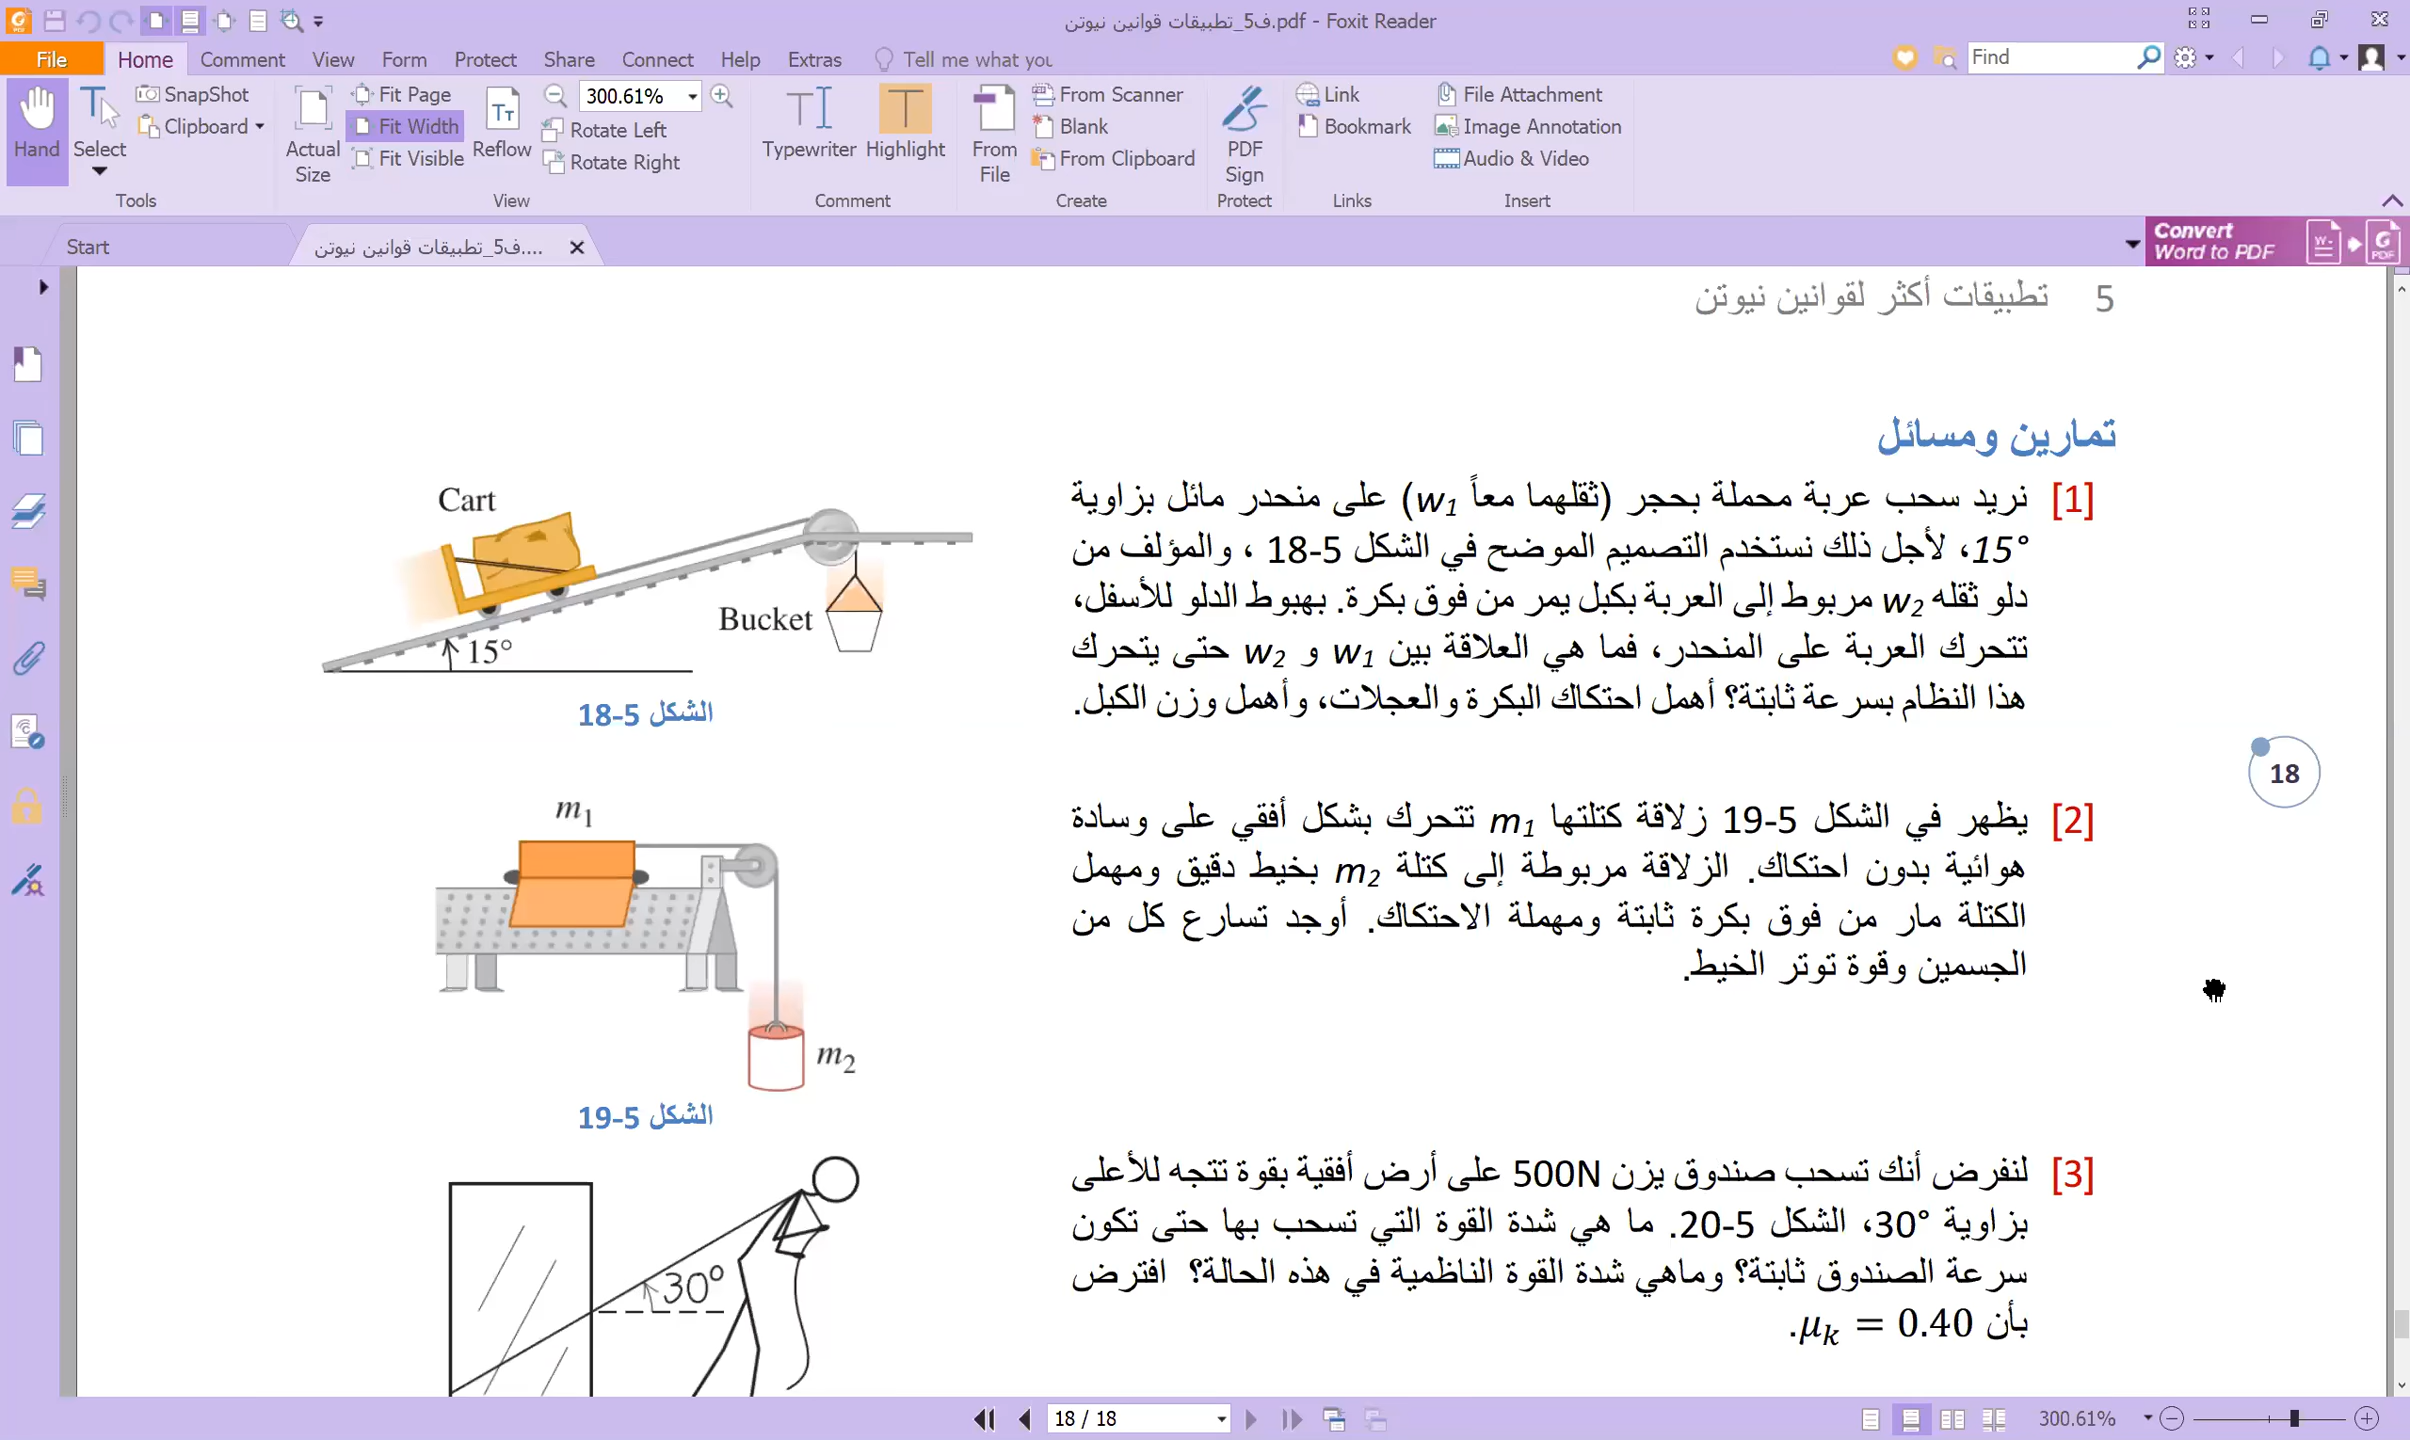 ف5_تطبيقات قوانين نيوتن.pdf - Foxit Reader
File Home Comment View Form Protect Share Connect Help Extras Tell me what you Find
Hand
Select
SnapShot
Clipboard
Tools
Actual Size
Fit Page
Fit Width
Fit Visible
Reflow
300.61%
Rotate Left
Rotate Right
View
Typewriter
Highlight
Comment
From File
From Scanner
Blank
From Clipboard
Create
PDF Sign
Protect
Link
Bookmark
Links
File Attachment
Image Annotation
Audio & Video
Insert
Start
ف5_تطبيقات قوانين نيوتن....
Convert
Word to PDF
5 تطبيقات أكثر لقوانين نيوتن
تمارين ومسائل
[1] نريد سحب عربة محملة بحجر (ثقلهما معاً w1) على منحدر مائل بزاوية
15°، لأجل ذلك نستخدم التصميم الموضح في الشكل 5-18 ، والمؤلف من
دلو ثقله w2 مربوط إلى العربة بكبل يمر من فوق بكرة. بهبوط الدلو للأسفل،
تتحرك العربة على المنحدر، فما هي العلاقة بين w1 و w2 حتى يتحرك
هذا النظام بسرعة ثابتة؟ أهمل احتكاك البكرة والعجلات، وأهمل وزن الكبل.
Cart
Bucket
15°
الشكل 5-18
18
[2] يظهر في الشكل 5-19 زلاقة كتلتها m1 تتحرك بشكل أفقي على وسادة
هوائية بدون احتكاك. الزلاقة مربوطة إلى كتلة m2 بخيط دقيق ومهمل
الكتلة مار من فوق بكرة ثابتة ومهملة الاحتكاك. أوجد تسارع كل من
الجسمين وقوة توتر الخيط.
m1
m2
الشكل 5-19
[3] لنفرض أنك تسحب صندوق يزن 500N على أرض أفقية بقوة تتجه للأعلى
بزاوية 30°، الشكل 5-20. ما هي شدة القوة التي تسحب بها حتى تكون
سرعة الصندوق ثابتة؟ وماهي شدة القوة الناظمية في هذه الحالة؟ افترض
بأن μk = 0.40.
30°
18 / 18
300.61%